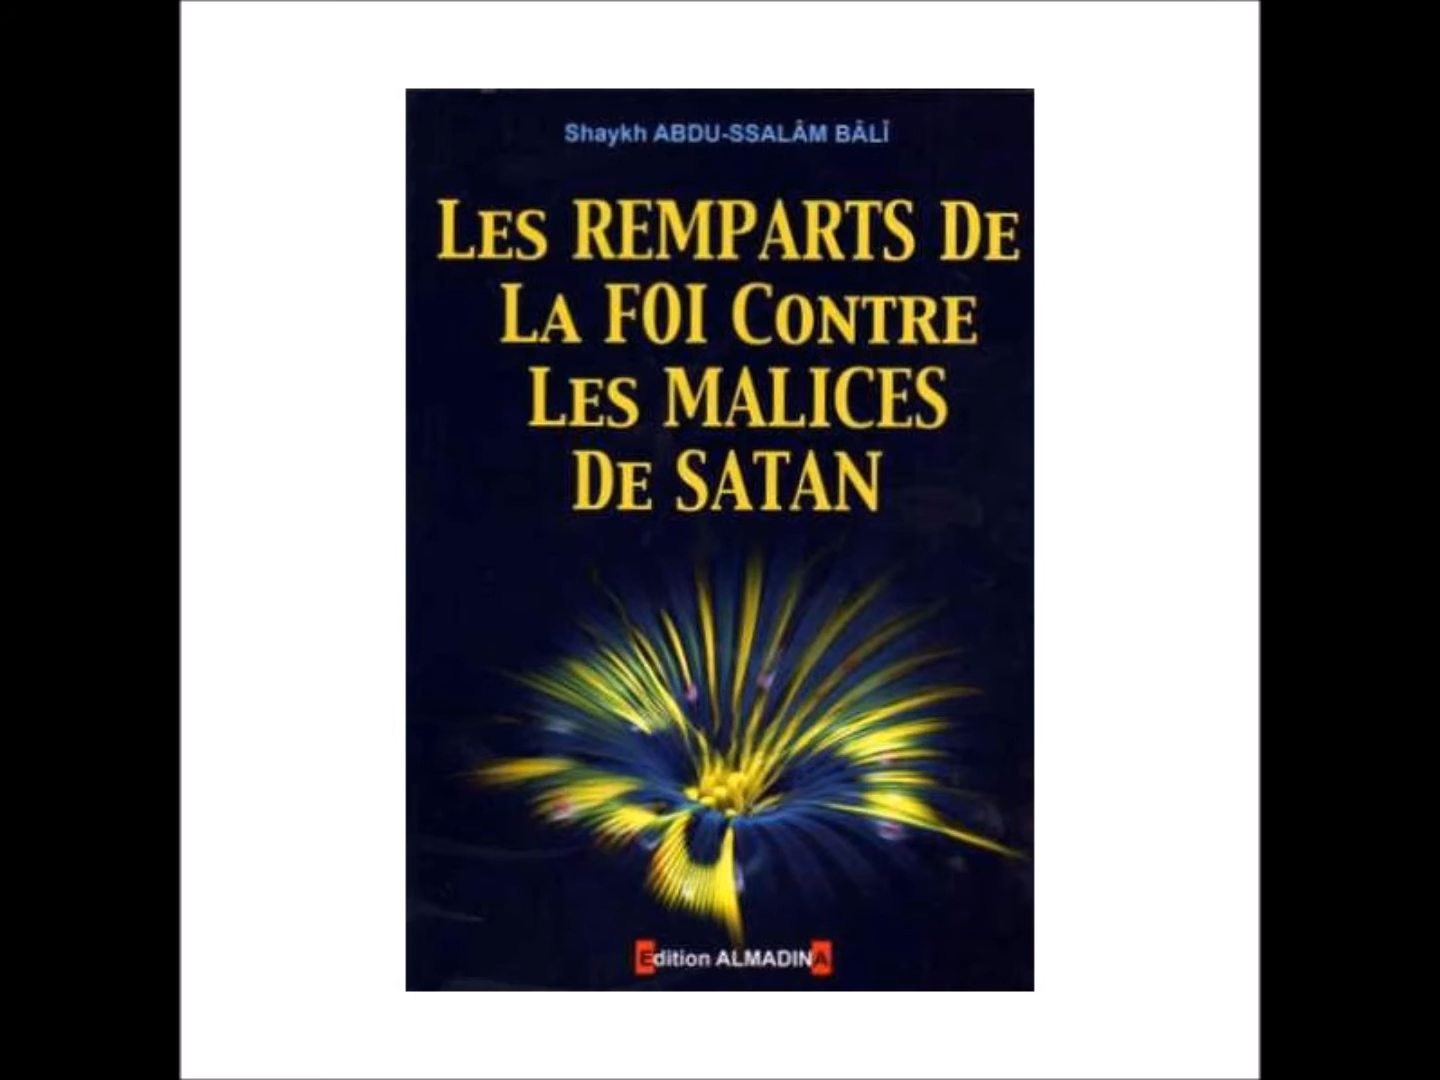 Shaykh ABDU-SSALÂM BÂLÎ
LES REMPARTS DE
LA FOI CONTRE
LES MALICES
DE SATAN
Edition ALMADINA